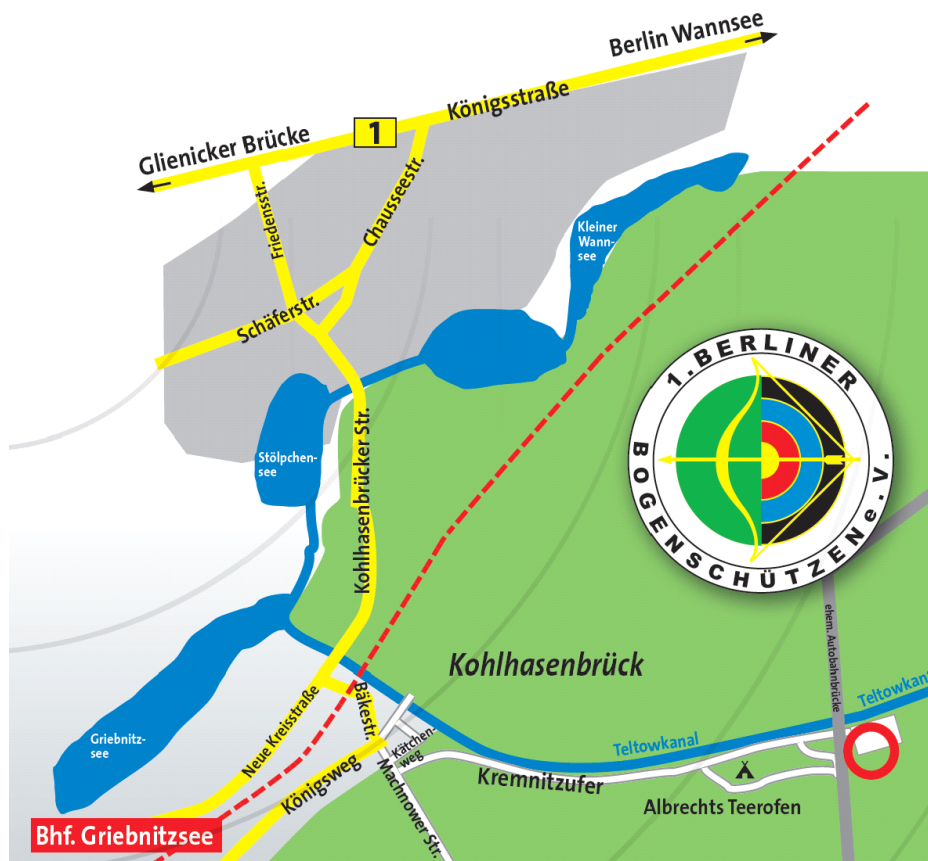 Berlin Wannsee
Königsstraße
1
Glienicker Brücke
Friedensstr.
Chausseestr.
Kleiner
Wann-
see
Schäferstr.
1. BERLINER
BOGENSCHÜTZEN e.V.
Kohlhasenbrücker Str.
Stölpchen-
see
ehem. Autobahnbrücke
Kohlhasenbrück
Teltowkan
Neue Kreisstraße
Bäkestr.
Griebnitz-
see
Kätchen-
weg
Teltowkanal
Königsweg
Machnower Str.
Kremnitzufer
Albrechts Teerofen
Bhf. Griebnitzsee